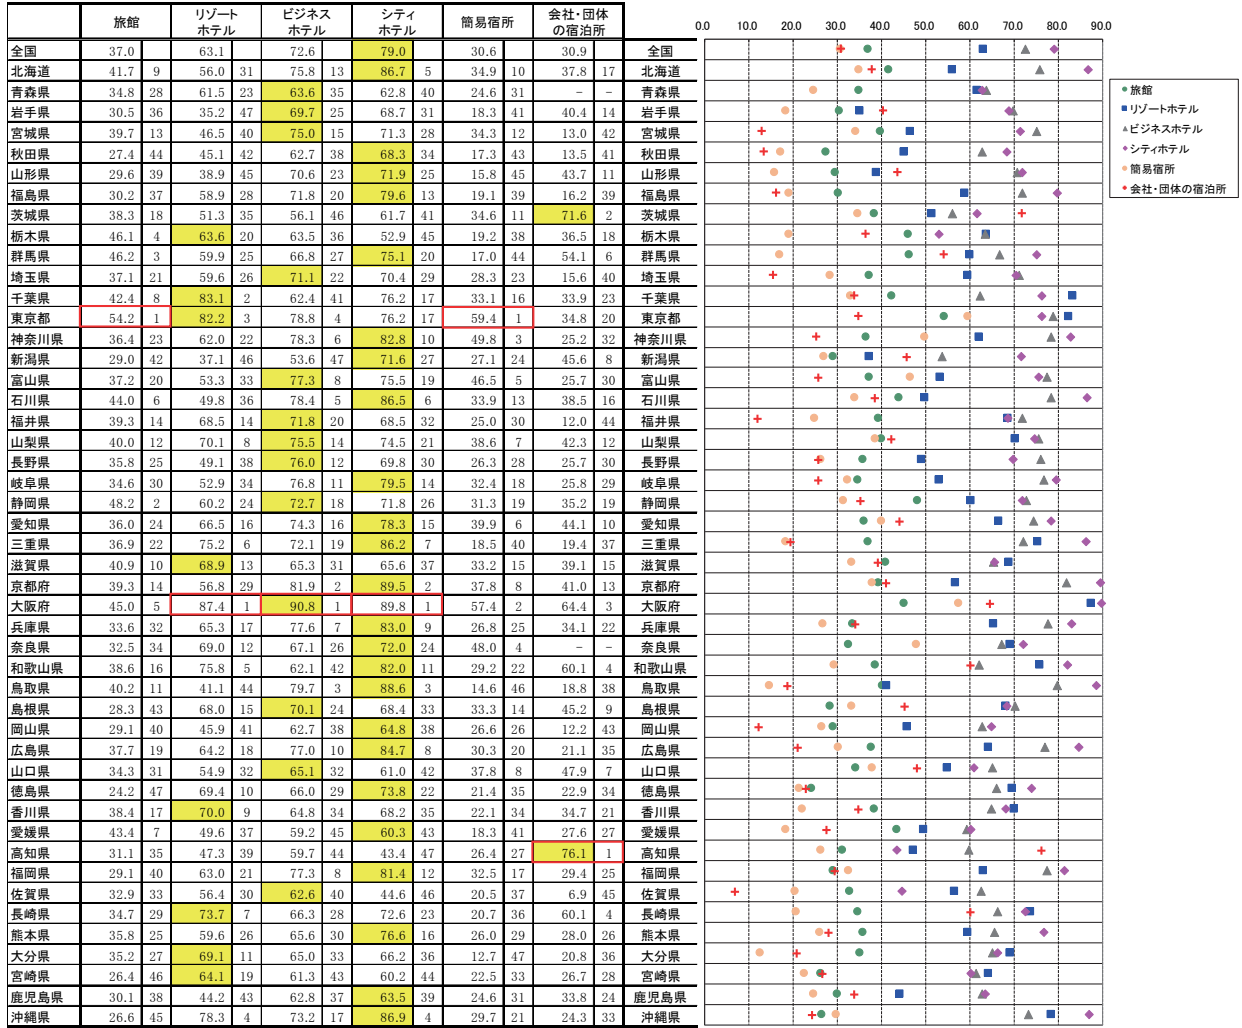 旅館 リゾートホテル ビジネスホテル シティホテル 簡易宿所 会社・団体の宿泊所 0.0 10.0 20.0 30.0 40.0 50.0 60.0 70.0 80.0 90.0
全国 37.0 63.1 72.6 79.0 30.6 30.9 全国
北海道 41.7 9 56.0 31 75.8 13 86.7 5 34.9 10 37.8 17 北海道
青森県 34.8 28 61.5 23 63.6 35 62.8 40 24.6 31 － － 青森県
岩手県 30.5 36 35.2 47 69.7 25 68.7 31 18.3 41 40.4 14 岩手県
宮城県 39.7 13 46.5 40 75.0 15 71.3 28 34.3 12 13.0 42 宮城県
秋田県 27.4 44 45.1 42 62.7 38 68.3 34 17.3 43 13.5 41 秋田県
山形県 29.6 39 38.9 45 70.6 23 71.9 25 15.8 45 43.7 11 山形県
福島県 30.2 37 58.9 28 71.8 20 79.6 13 19.1 39 16.2 39 福島県
茨城県 38.3 18 51.3 35 56.1 46 61.7 41 34.6 11 71.6 2 茨城県
栃木県 46.1 4 63.6 20 63.5 36 52.9 45 19.2 38 36.5 18 栃木県
群馬県 46.2 3 59.9 25 66.8 27 75.1 20 17.0 44 54.1 6 群馬県
埼玉県 37.1 21 59.6 26 71.1 22 70.4 29 28.3 23 15.6 40 埼玉県
千葉県 42.4 8 83.1 2 62.4 41 76.2 17 33.1 16 33.9 23 千葉県
東京都 54.2 1 82.2 3 78.8 4 76.2 17 59.4 1 34.8 20 東京都
神奈川県 36.4 23 62.0 22 78.3 6 82.8 10 49.8 3 25.2 32 神奈川県
新潟県 29.0 42 37.1 46 53.6 47 71.6 27 27.1 24 45.6 8 新潟県
富山県 37.2 20 53.3 33 77.3 8 75.5 19 46.5 5 25.7 30 富山県
石川県 44.0 6 49.8 36 78.4 5 86.5 6 33.9 13 38.5 16 石川県
福井県 39.3 14 68.5 14 71.8 20 68.5 32 25.0 30 12.0 44 福井県
山梨県 40.0 12 70.1 8 75.5 14 74.5 21 38.6 7 42.3 12 山梨県
長野県 35.8 25 49.1 38 76.0 12 69.8 30 26.3 28 25.7 30 長野県
岐阜県 34.6 30 52.9 34 76.8 11 79.5 14 32.4 18 25.8 29 岐阜県
静岡県 48.2 2 60.2 24 72.7 18 71.8 26 31.3 19 35.2 19 静岡県
愛知県 36.0 24 66.5 16 74.3 16 78.3 15 39.9 6 44.1 10 愛知県
三重県 36.9 22 75.2 6 72.1 19 86.2 7 18.5 40 19.4 37 三重県
滋賀県 40.9 10 68.9 13 65.3 31 65.6 37 33.2 15 39.1 15 滋賀県
京都府 39.3 14 56.8 29 81.9 2 89.5 2 37.8 8 41.0 13 京都府
大阪府 45.0 5 87.4 1 90.8 1 89.8 1 57.4 2 64.4 3 大阪府
兵庫県 33.6 32 65.3 17 77.6 7 83.0 9 26.8 25 34.1 22 兵庫県
奈良県 32.5 34 69.0 12 67.1 26 72.0 24 48.0 4 － － 奈良県
和歌山県 38.6 16 75.8 5 62.1 42 82.0 11 29.2 22 60.1 4 和歌山県
鳥取県 40.2 11 41.1 44 79.7 3 88.6 3 14.6 46 18.8 38 鳥取県
島根県 28.3 43 68.0 15 70.1 24 68.4 33 33.3 14 45.2 9 島根県
岡山県 29.1 40 45.9 41 62.7 38 64.8 38 26.6 26 12.2 43 岡山県
広島県 37.7 19 64.2 18 77.0 10 84.7 8 30.3 20 21.1 35 広島県
山口県 34.3 31 54.9 32 65.1 32 61.0 42 37.8 8 47.9 7 山口県
徳島県 24.2 47 69.4 10 66.0 29 73.8 22 21.4 35 22.9 34 徳島県
香川県 38.4 17 70.0 9 64.8 34 68.2 35 22.1 34 34.7 21 香川県
愛媛県 43.4 7 49.6 37 59.2 45 60.3 43 18.3 41 27.6 27 愛媛県
高知県 31.1 35 47.3 39 59.7 44 43.4 47 26.4 27 76.1 1 高知県
福岡県 29.1 40 63.0 21 77.3 8 81.4 12 32.5 17 29.4 25 福岡県
佐賀県 32.9 33 56.4 30 62.6 40 44.6 46 20.5 37 6.9 45 佐賀県
長崎県 34.7 29 73.7 7 66.3 28 72.6 23 20.7 36 60.1 4 長崎県
熊本県 35.8 25 59.6 26 65.6 30 76.6 16 26.0 29 28.0 26 熊本県
大分県 35.2 27 69.1 11 65.0 33 66.2 36 12.7 47 20.8 36 大分県
宮崎県 26.4 46 64.1 19 61.3 43 60.2 44 22.5 33 26.7 28 宮崎県
鹿児島県 30.1 38 44.2 43 62.8 37 63.5 39 24.6 31 33.8 24 鹿児島県
沖縄県 26.6 45 78.3 4 73.2 17 86.9 4 29.7 21 24.3 33 沖縄県
旅館
リゾートホテル
ビジネスホテル
シティホテル
簡易宿所
会社・団体の宿泊所